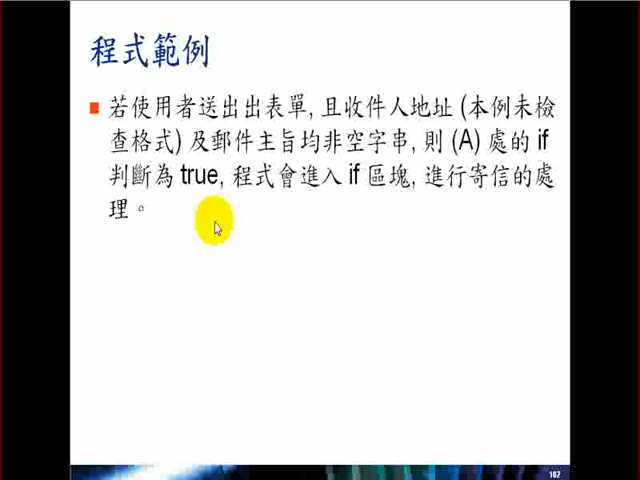 程式範例
若使用者送出出表單, 且收件人地址 (本例未檢
查格式) 及郵件主旨均非空字串, 則 (A) 處的 if
判斷為 true, 程式會進入 if 區塊, 進行寄信的處
理。
102